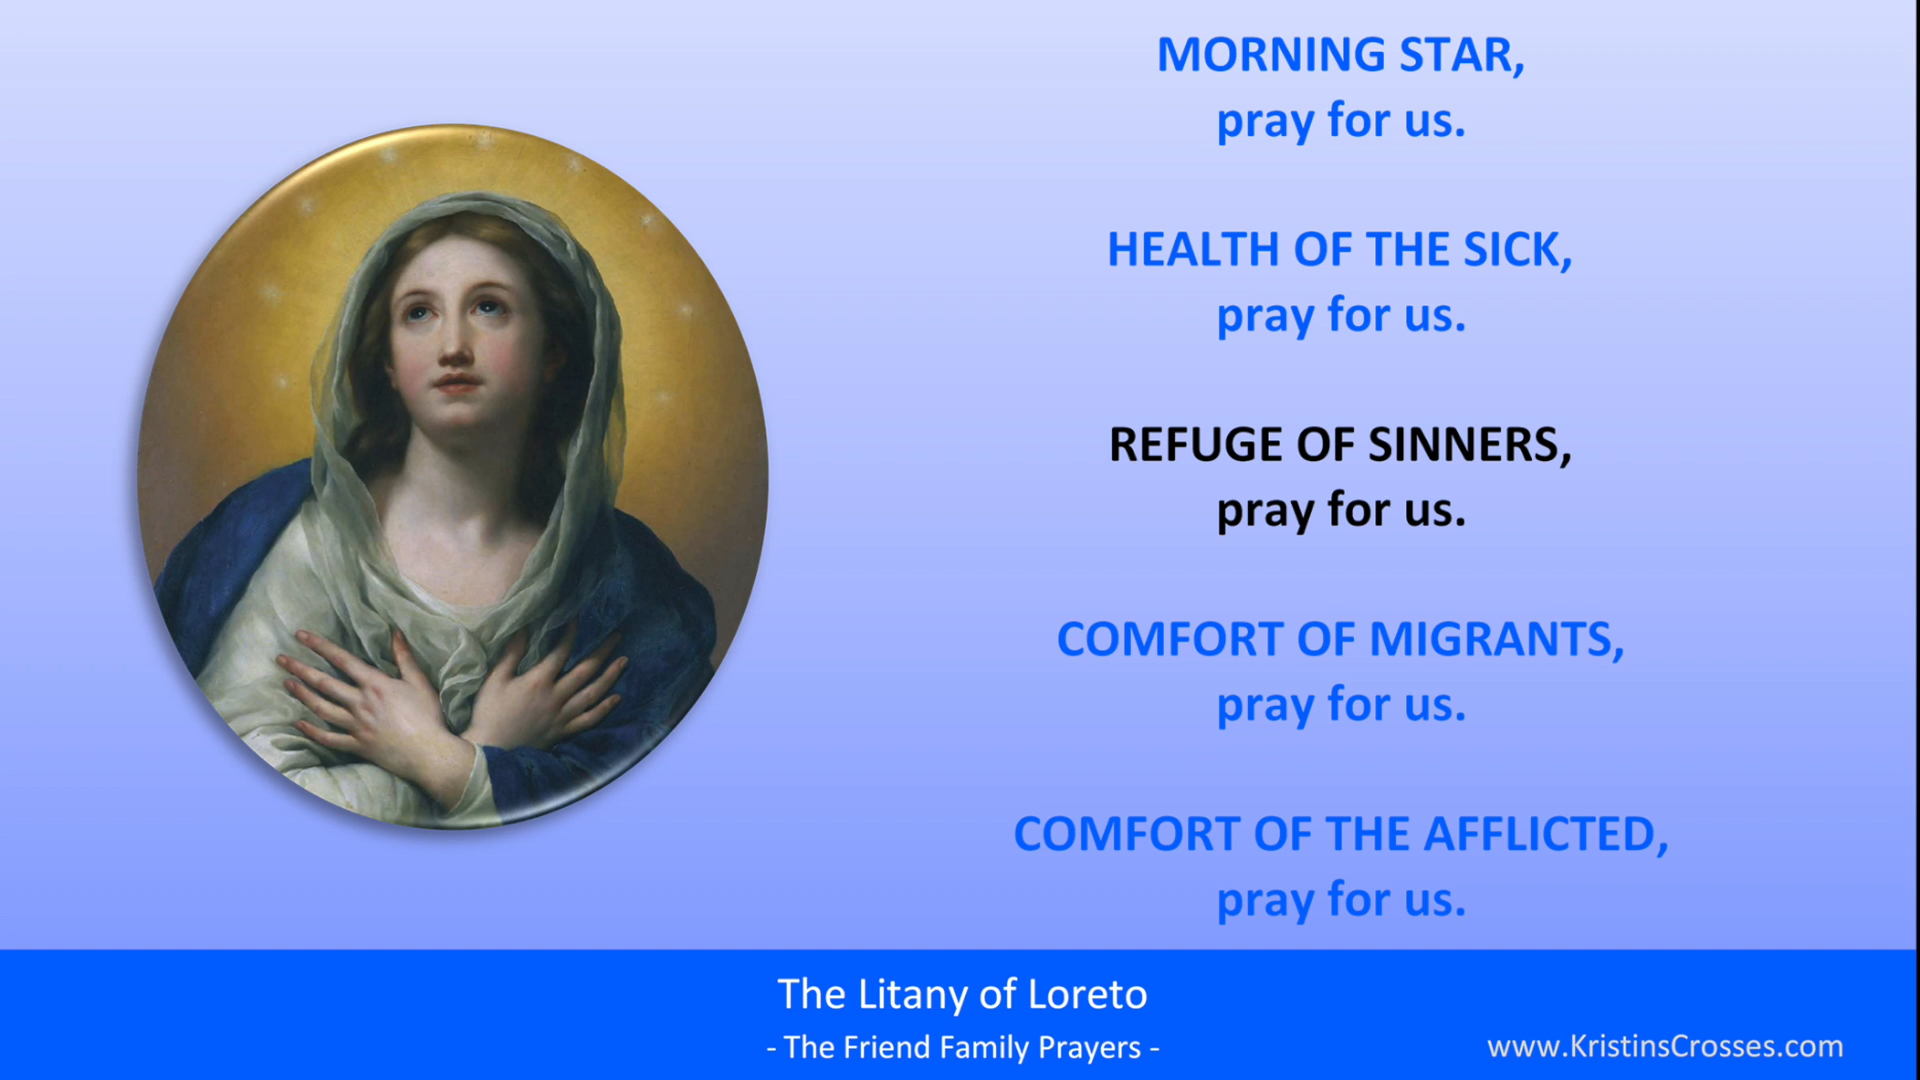 MORNING STAR,
pray for us.
HEALTH OF THE SICK,
pray for us.
REFUGE OF SINNERS,
pray for us.
COMFORT OF MIGRANTS,
pray for us.
COMFORT OF THE AFFLICTED,
pray for us.
The Litany of Loreto
- The Friend Family Prayers -
www.KristinsCrosses.com